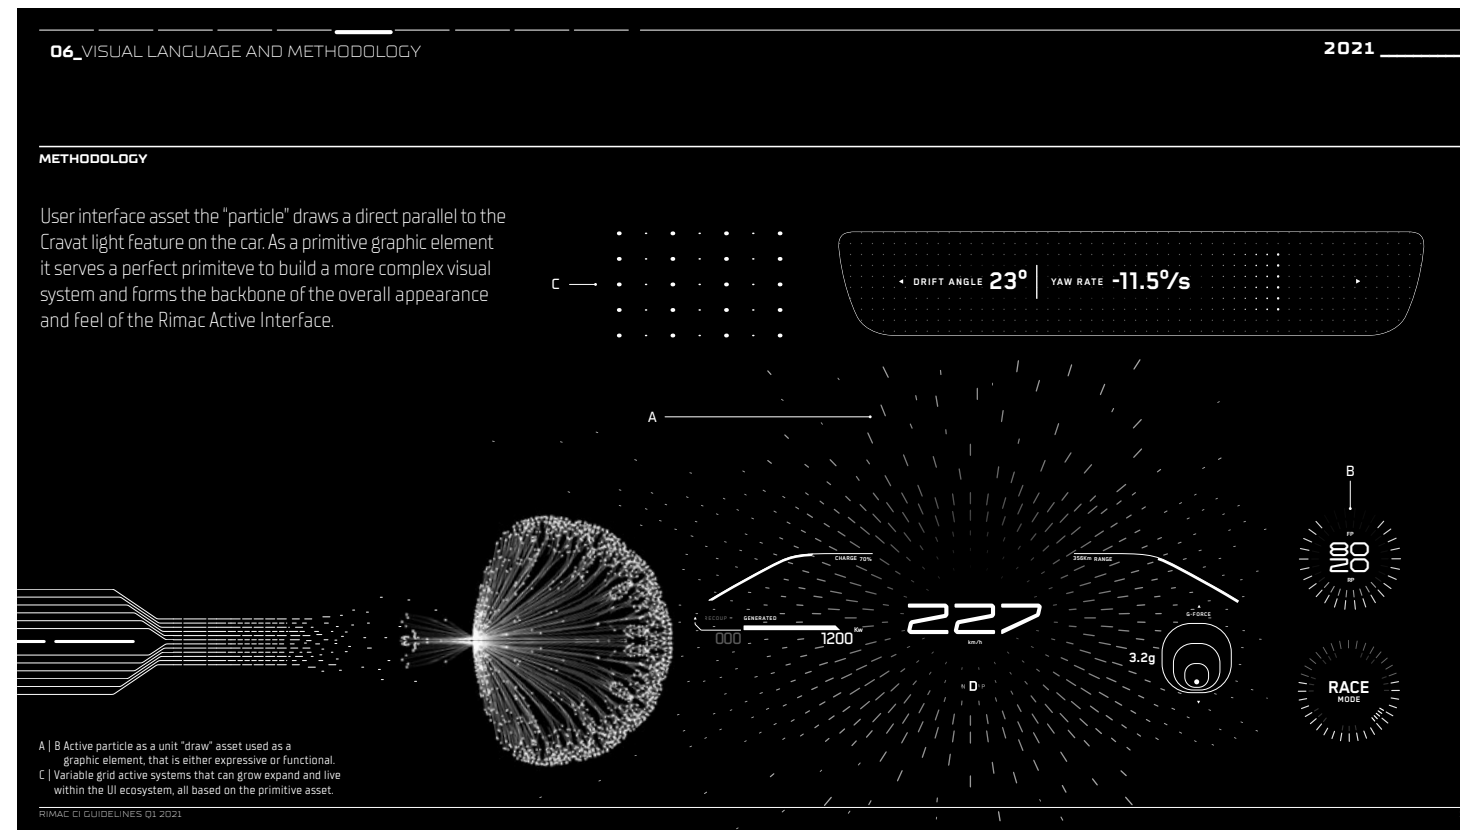 06_VISUAL LANGUAGE AND METHODOLOGY
2021
METHODOLOGY
User interface asset the “particle” draws a direct parallel to the
Cravat light feature on the car. As a primitive graphic element
it serves a perfect primiteve to build a more complex visual
system and forms the backbone of the overall appearance
and feel of the Rimac Active Interface.
C
DRIFT ANGLE 23° | YAW RATE -11.5°/s
A
B
FP
80
20
RP
CHARGE 70%
356Km RANGE
RECOUP
GENERATED
000
1200 Kw
227
km/h
N D P
G-FORCE
3.2g
RACE
MODE
A | B Active particle as a unit "draw" asset used as a
graphic element, that is either expressive or functional.
C | Variable grid active systems that can grow expand and live
within the UI ecosystem, all based on the primitive asset.
RIMAC CI GUIDELINES Q1 2021